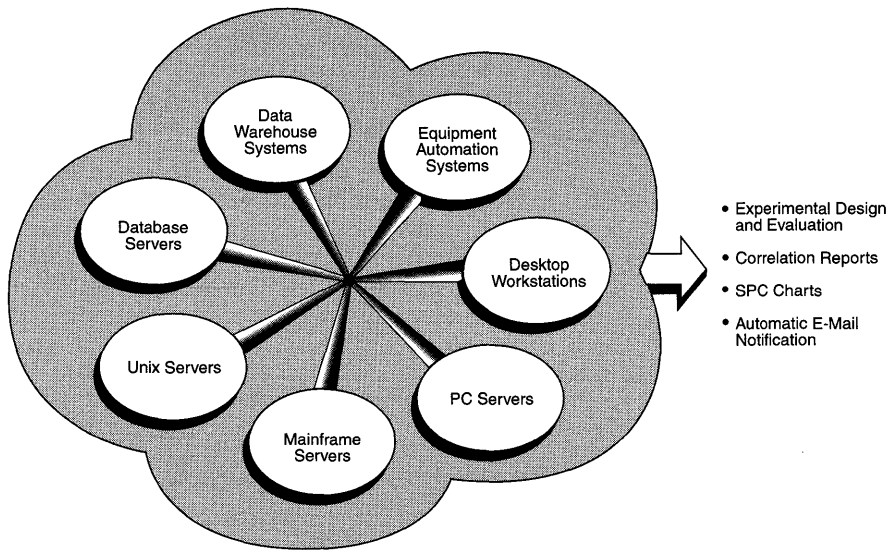 Data
Warehouse
Systems
Equipment
Automation
Systems
Database
Servers
Desktop
Workstations
Unix Servers
PC Servers
Mainframe
Servers
• Experimental Design
and Evaluation
• Correlation Reports
• SPC Charts
• Automatic E-Mail
Notification